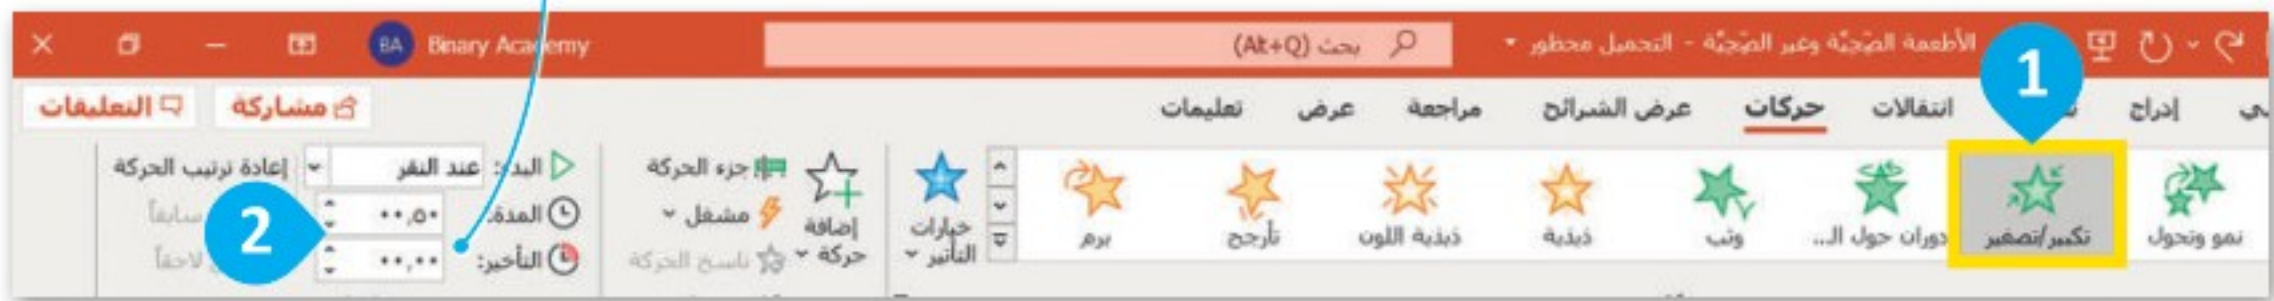 الأطعمة الصّحيّة وغير الصّحيّة - التحميل محظور
بحث (Alt+Q)
Binary Academy BA
1
إدراج انتقالات حركات عرض الشرائح مراجعة عرض تعليمات
مشاركة التعليقات
نمو وتحول تكبير/تصغير دوران حول الـ... وثب ذبذبة ذبذبة اللون تأرجح برم
خيارات التأثير
إضافة حركة
جزء الحركة
مشغل
ناسخ الحركة
البدء: عند النقر
المدة: ٠٠,٥٠
التأخير: ٠٠,٠٠
إعادة ترتيب الحركة
سابقاً
لاحقاً
2